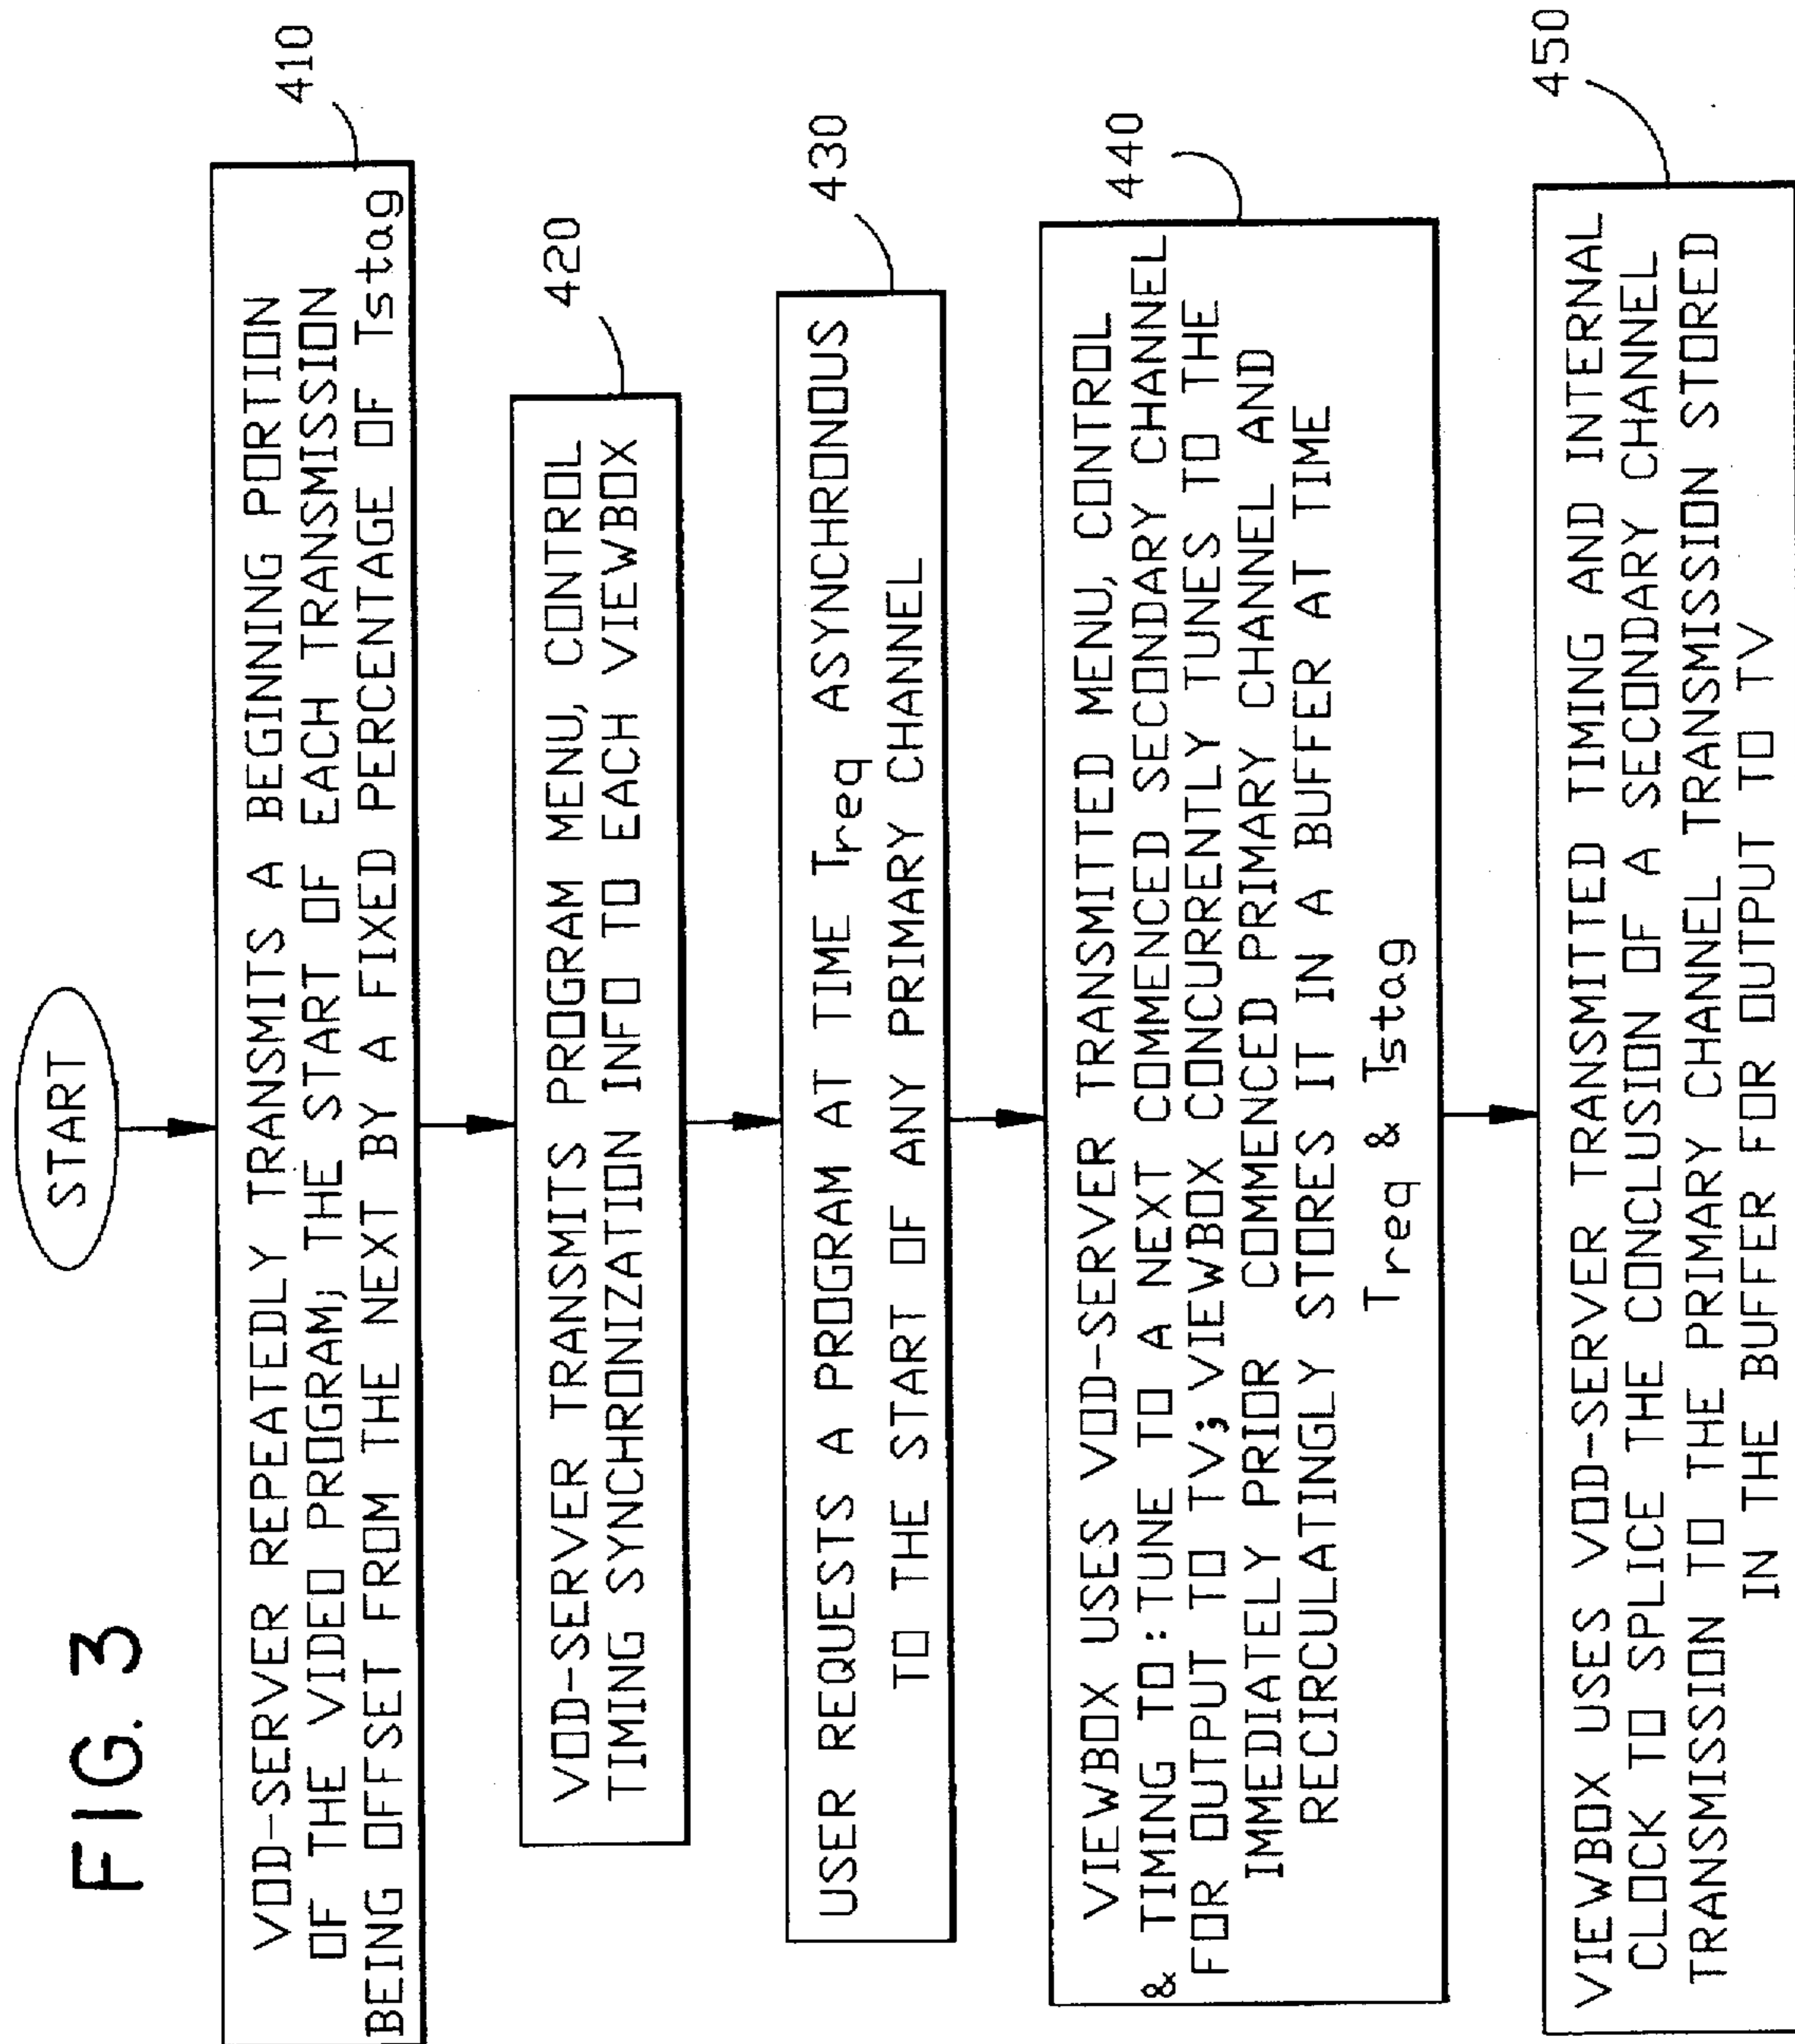 FIG. 3
START
410
VOD-SERVER REPEATEDLY TRANSMITS A BEGINNING PORTION
OF THE VIDEO PROGRAM; THE START OF EACH TRANSMISSION
BEING OFFSET FROM THE NEXT BY A FIXED PERCENTAGE OF Tstag
420
VOD-SERVER TRANSMITS PROGRAM MENU, CONTROL
TIMING SYNCHRONIZATION INFO TO EACH VIEWBOX
430
USER REQUESTS A PROGRAM AT TIME Treq ASYNCHRONOUS
TO THE START OF ANY PRIMARY CHANNEL
440
VIEWBOX USES VOD-SERVER TRANSMITTED MENU, CONTROL
& TIMING TO: TUNE TO A NEXT COMMENCED SECONDARY CHANNEL
FOR OUTPUT TO TV; VIEWBOX CONCURRENTLY TUNES TO THE
IMMEDIATELY PRIOR COMMENCED PRIMARY CHANNEL AND
RECIRCULATINGLY STORES IT IN A BUFFER AT TIME
Treq & Tstag
450
VIEWBOX USES VOD-SERVER TRANSMITTED TIMING AND INTERNAL
CLOCK TO SPLICE THE CONCLUSION OF A SECONDARY CHANNEL
TRANSMISSION TO THE PRIMARY CHANNEL TRANSMISSION STORED
IN THE BUFFER FOR OUTPUT TO TV